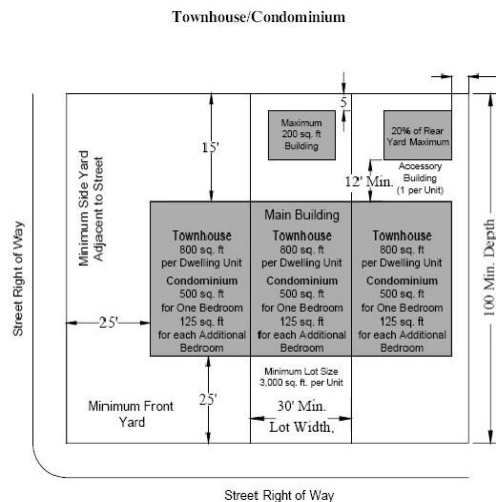 Townhouse/Condominium
5
Maximum
200 sq. ft
Building
20% of Rear
Yard Maximum
15'
12' Min.
Accessory
Building
(1 per Unit)
Minimum Side Yard
Adjacent to Street
Street Right of Way
100 Min. Depth
Main Building
Townhouse
800 sq. ft
per Dwelling Unit
Condominium
500 sq. ft
for One Bedroom
125 sq. ft
for each Additional
Bedroom
Townhouse
800 sq. ft
per Dwelling Unit
Condominium
500 sq. ft
for One Bedroom
125 sq. ft
for each Additional
Bedroom
Townhouse
800 sq. ft
per Dwelling Unit
Condominium
500 sq. ft
for One Bedroom
125 sq. ft
for each Additional
Bedroom
25'
25'
Minimum Lot Size
3,000 sq. ft. per Unit
30' Min.
Lot Width.
Minimum Front
Yard
Street Right of Way